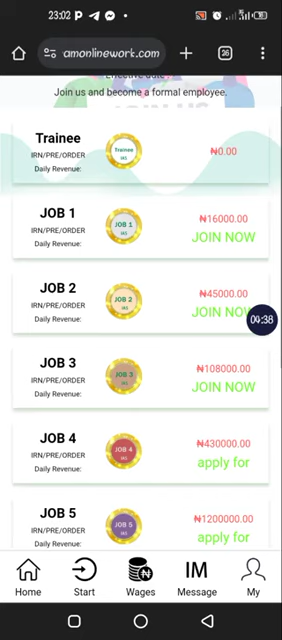 23:02
amonlinework.com
26
Effective date
Join us and become a formal employee.
Trainee
IRN/PRE/ORDER
Daily Revenue:
Trainee
₦0.00
JOB 1
IRN/PRE/ORDER
Daily Revenue:
JOB 1
₦16000.00
JOIN NOW
JOB 2
IRN/PRE/ORDER
Daily Revenue:
JOB 2
₦45000.00
JOIN NOW
04:38
JOB 3
IRN/PRE/ORDER
Daily Revenue:
JOB 3
₦108000.00
JOIN NOW
JOB 4
IRN/PRE/ORDER
Daily Revenue:
JOB 4
₦430000.00
apply for
JOB 5
IRN/PRE/ORDER
Daily Revenue:
JOB 5
₦1200000.00
apply for
Home
Start
Wages
IM
Message
My